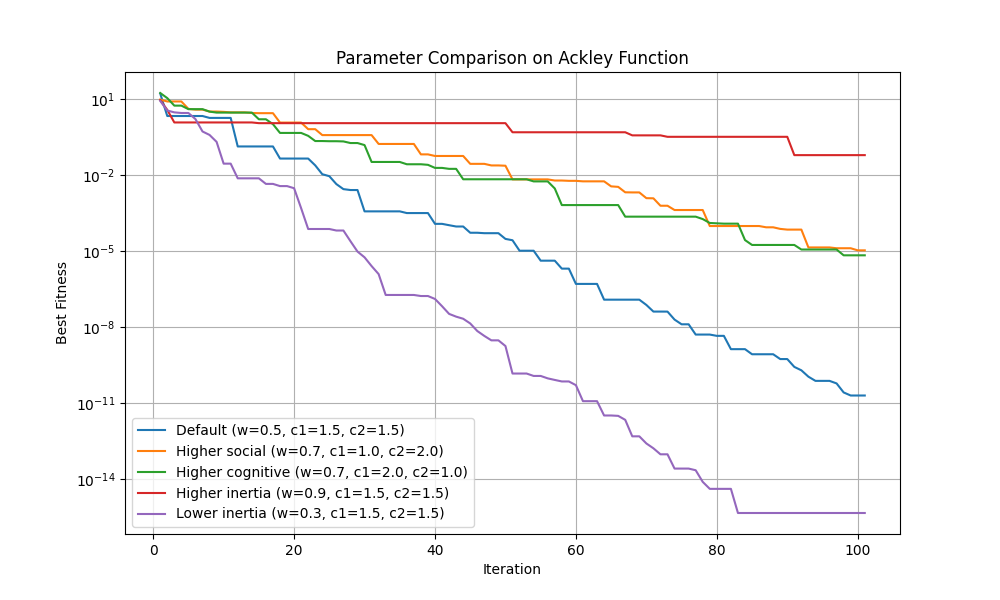 Parameter Comparison on Ackley Function
Best Fitness
10^1
10^-2
10^-5
10^-8
10^-11
10^-14
Default (w=0.5, c1=1.5, c2=1.5)
Higher social (w=0.7, c1=1.0, c2=2.0)
Higher cognitive (w=0.7, c1=2.0, c2=1.0)
Higher inertia (w=0.9, c1=1.5, c2=1.5)
Lower inertia (w=0.3, c1=1.5, c2=1.5)
0 20 40 60 80 100
Iteration